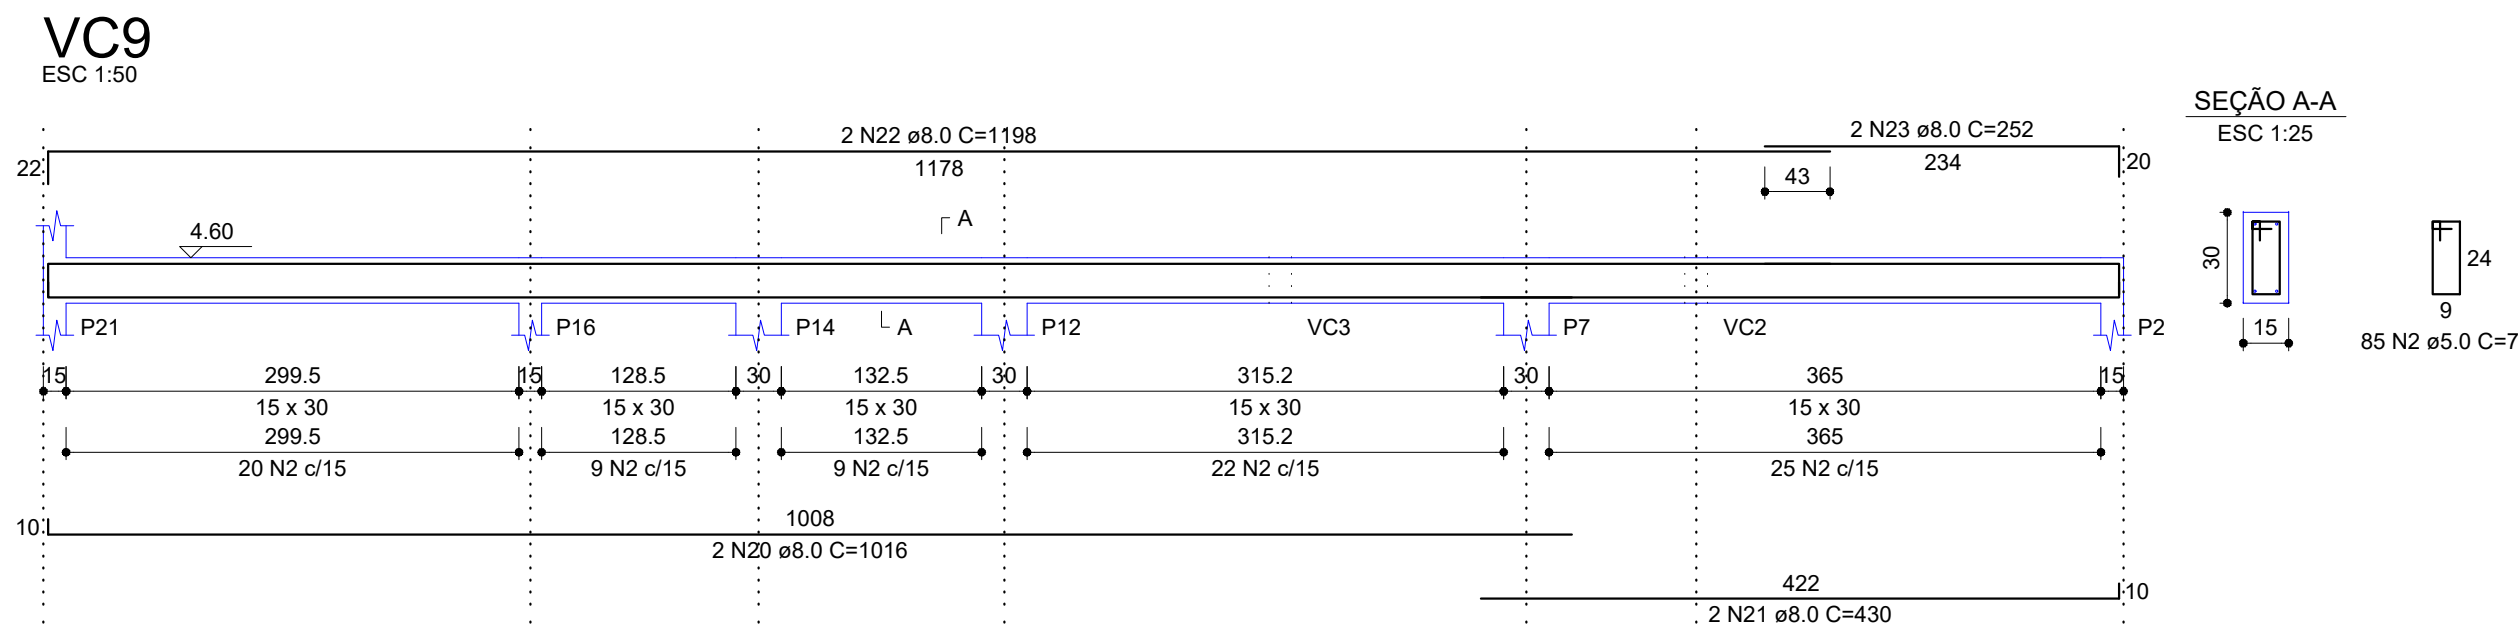 VC9
ESC 1:50
SEÇÃO A-A
ESC 1:25
2 N22 ø8.0 C=1198
2 N23 ø8.0 C=252
22
1178
234
20
43
A
4.60
30
24
9
15
85 N2 ø5.0 C=7
P21
P16
P14
A
P12
VC3
P7
VC2
P2
15
299.5
15
128.5
30
132.5
30
315.2
30
365
15
15 x 30
15 x 30
15 x 30
15 x 30
15 x 30
299.5
128.5
132.5
315.2
365
20 N2 c/15
9 N2 c/15
9 N2 c/15
22 N2 c/15
25 N2 c/15
10
1008
2 N20 ø8.0 C=1016
422
10
2 N21 ø8.0 C=430